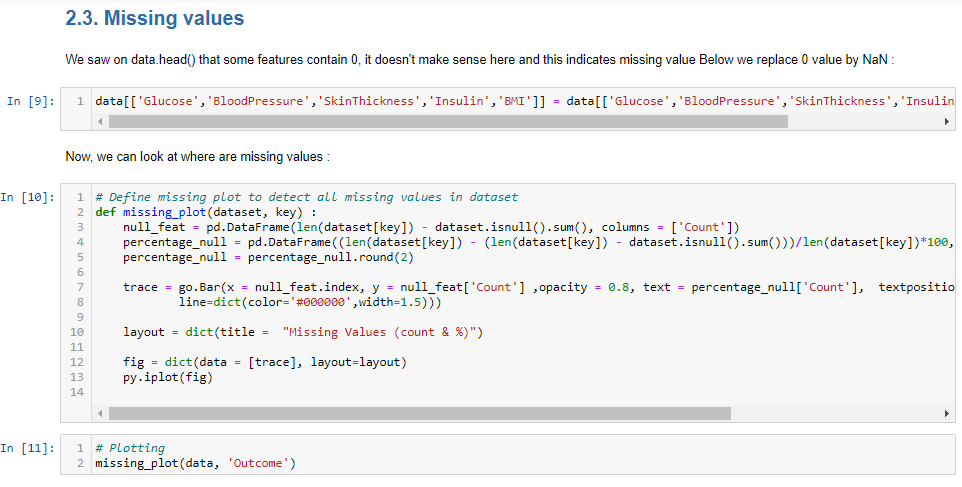 2.3. Missing values
We saw on data.head() that some features contain 0, it doesn't make sense here and this indicates missing value Below we replace 0 value by NaN :
In [9]:
1 data[['Glucose','BloodPressure','SkinThickness','Insulin','BMI']] = data[['Glucose','BloodPressure','SkinThickness','Insulin
Now, we can look at where are missing values :
In [10]:
1 # Define missing plot to detect all missing values in dataset
2 def missing_plot(dataset, key) :
3     null_feat = pd.DataFrame(len(dataset[key]) - dataset.isnull().sum(), columns = ['Count'])
4     percentage_null = pd.DataFrame((len(dataset[key]) - (len(dataset[key]) - dataset.isnull().sum()))/len(dataset[key])*100,
5     percentage_null = percentage_null.round(2)
6
7     trace = go.Bar(x = null_feat.index, y = null_feat['Count'] ,opacity = 0.8, text = percentage_null['Count'],  textpositio
8             line=dict(color='#000000',width=1.5)))
9
10     layout = dict(title =  "Missing Values (count & %)")
11
12     fig = dict(data = [trace], layout=layout)
13     py.iplot(fig)
14
In [11]:
1 # Plotting
2 missing_plot(data, 'Outcome')